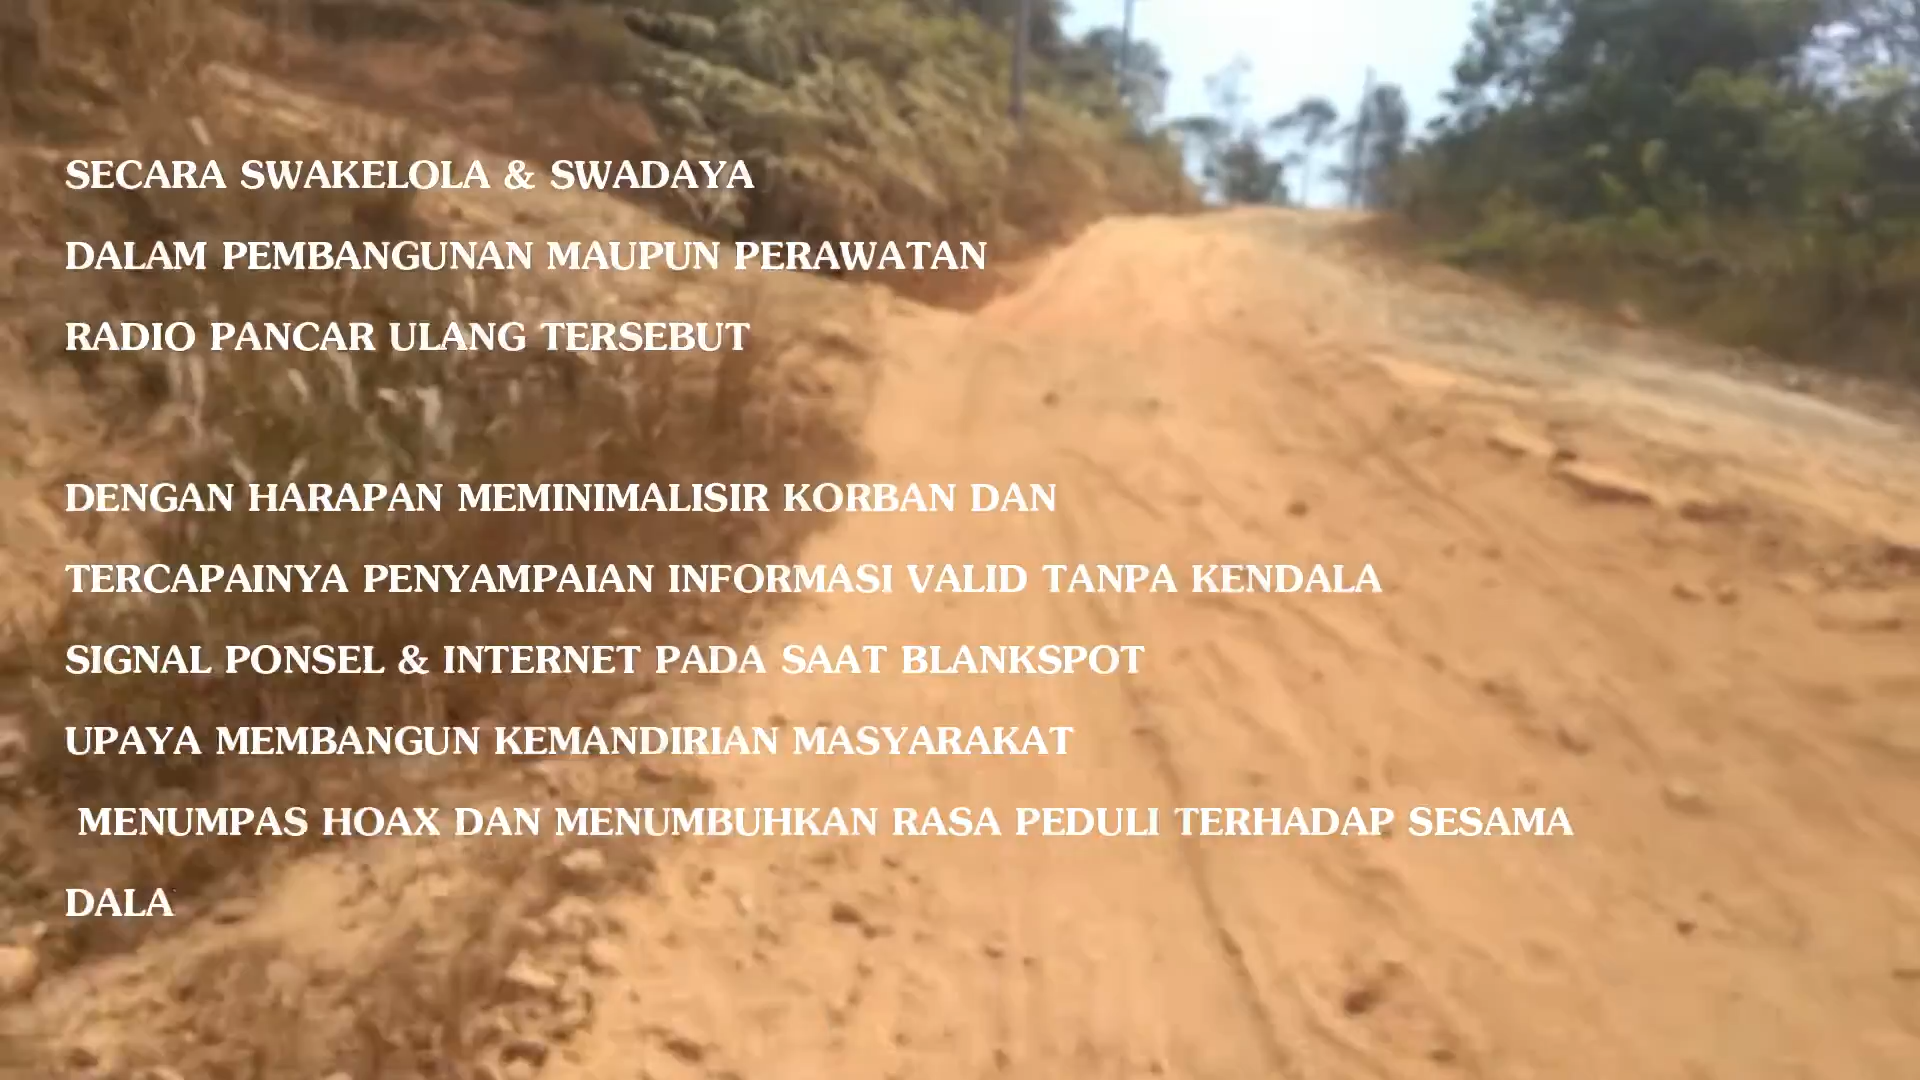 SECARA SWAKELOLA & SWADAYA
DALAM PEMBANGUNAN MAUPUN PERAWATAN
RADIO PANCAR ULANG TERSEBUT
DENGAN HARAPAN MEMINIMALISIR KORBAN DAN
TERCAPAINYA PENYAMPAIAN INFORMASI VALID TANPA KENDALA
SIGNAL PONSEL & INTERNET PADA SAAT BLANKSPOT
UPAYA MEMBANGUN KEMANDIRIAN MASYARAKAT
MENUMPAS HOAX DAN MENUMBUHKAN RASA PEDULI TERHADAP SESAMA
DALA